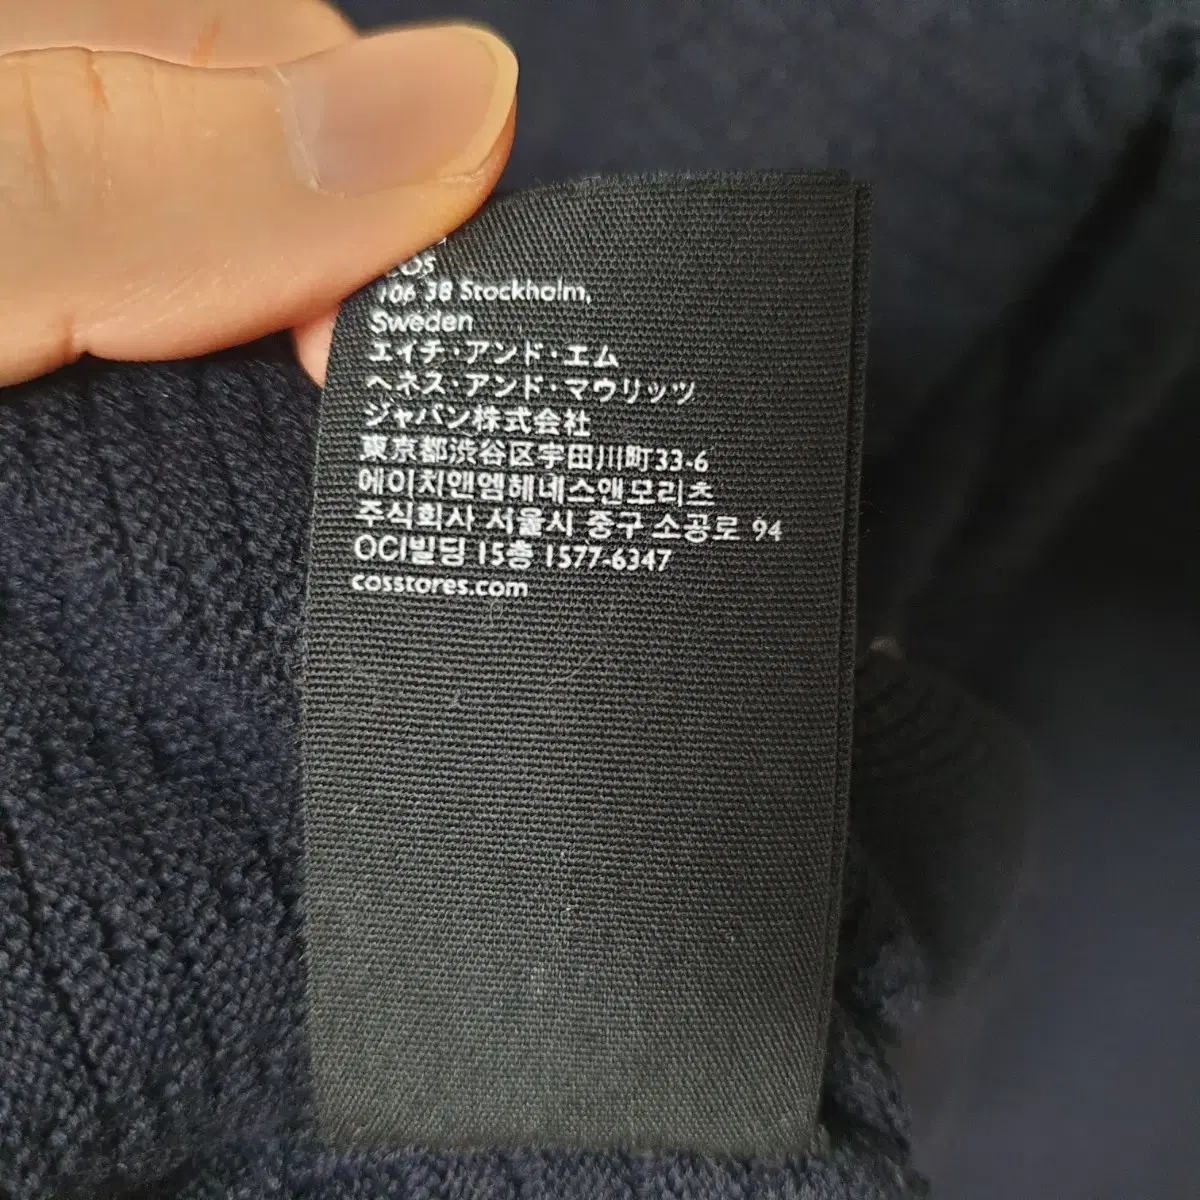 COS
106 38 Stockholm,
Sweden
エイチ・アンド・エム
ヘネス・アンド・マウリッツ
ジャパン株式会社
東京都渋谷区宇田川町33-6
에이치앤엠헤네스앤모리츠
주식회사 서울시 중구 소공로 94
OCI빌딩 15층 1577-6347
cosstores.com